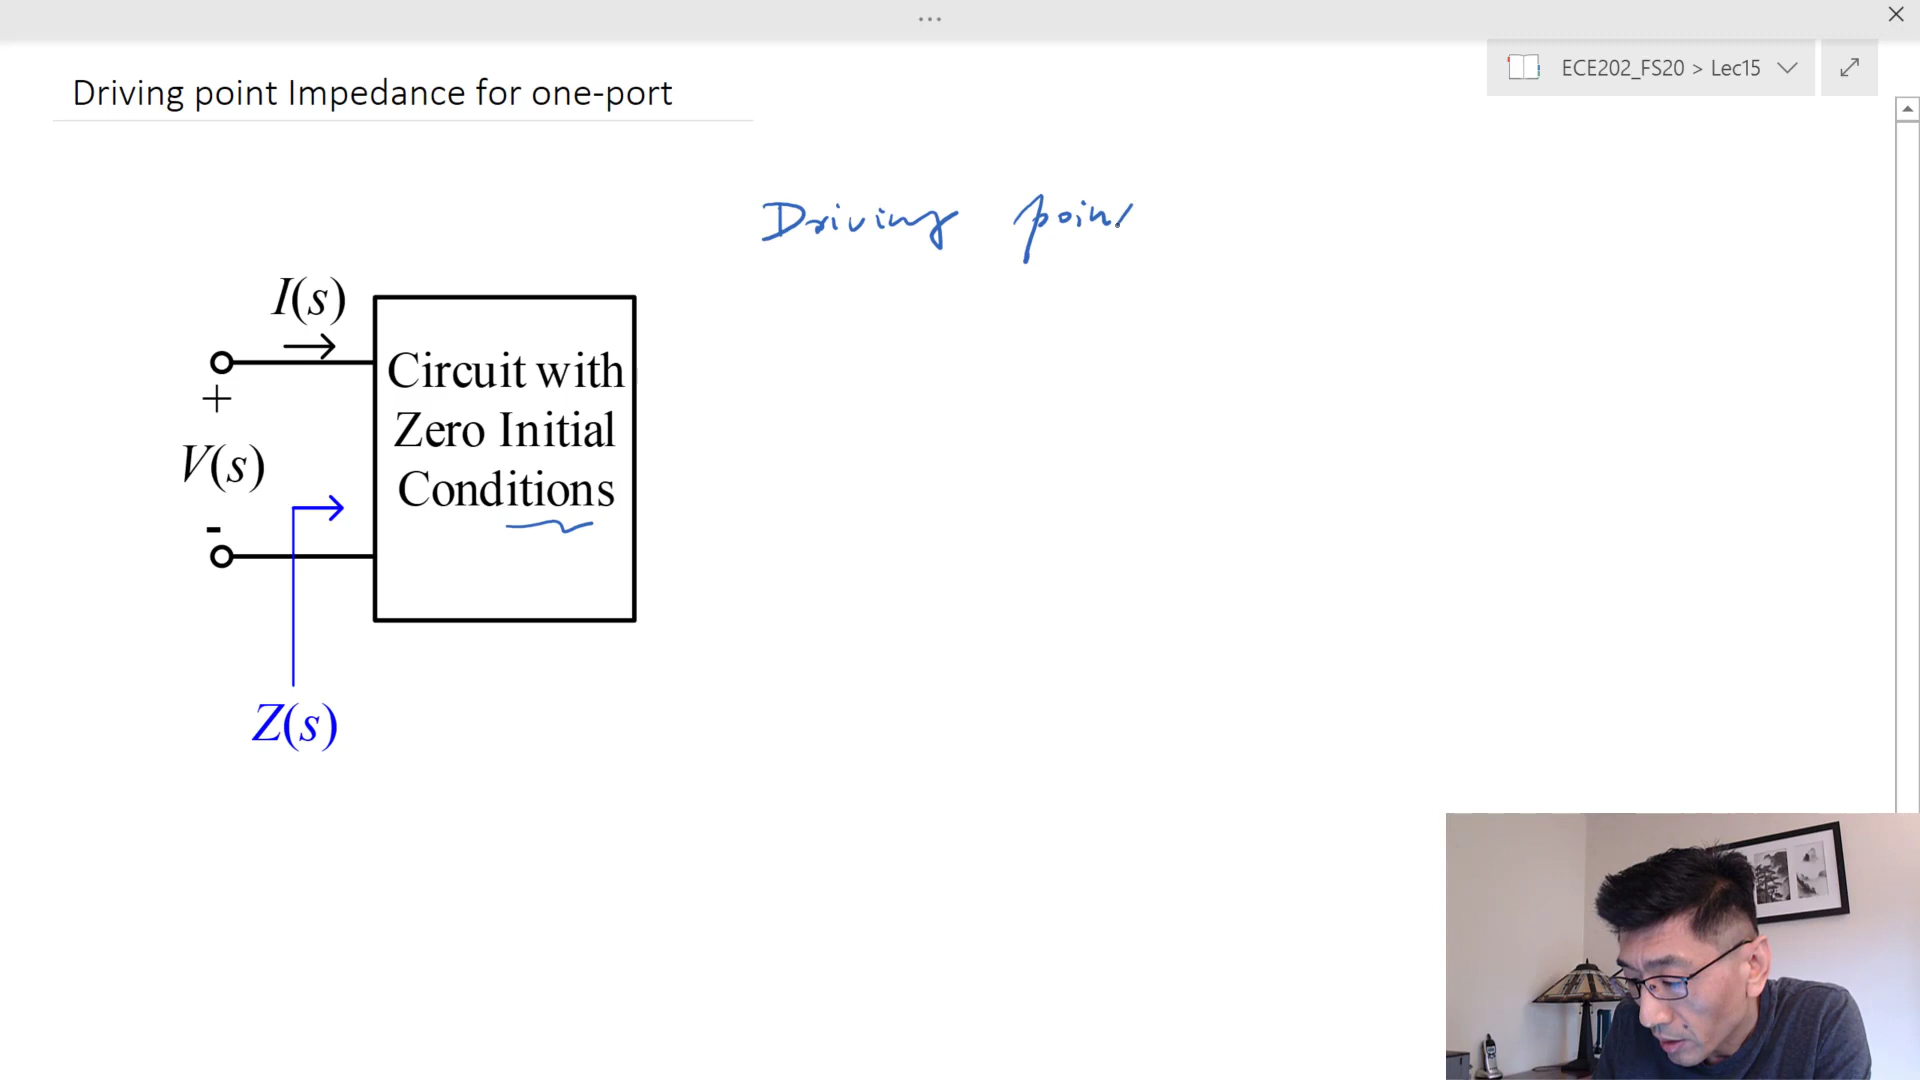 ECE202_FS20 > Lec15
Driving point Impedance for one-port
Driving point
I(s)
Circuit with
Zero Initial
Conditions
+
V(s)
-
Z(s)